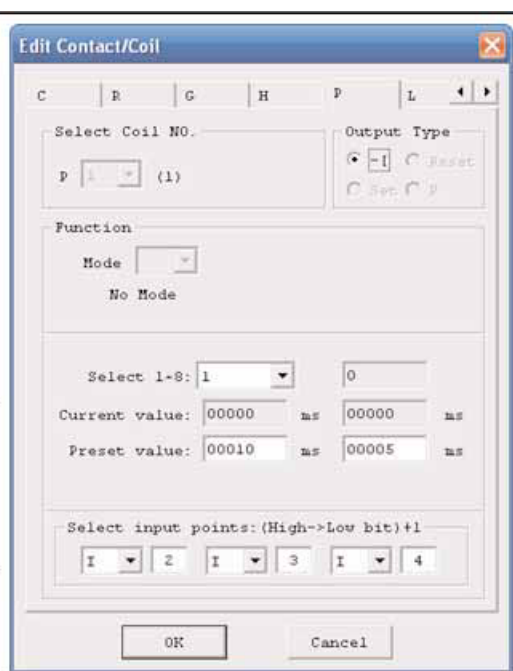 Edit Contact/Coil
C R G H P L
Select Coil NO.
P 1 (1)
Output Type
-[ Reset
Set P
Function
Mode
No Mode
Select 1-8: 1 0
Current value: 00000 ms 00000 ms
Preset value: 00010 ms 00005 ms
Select input points:(High->Low bit)+1
I 2 I 3 I 4
OK Cancel